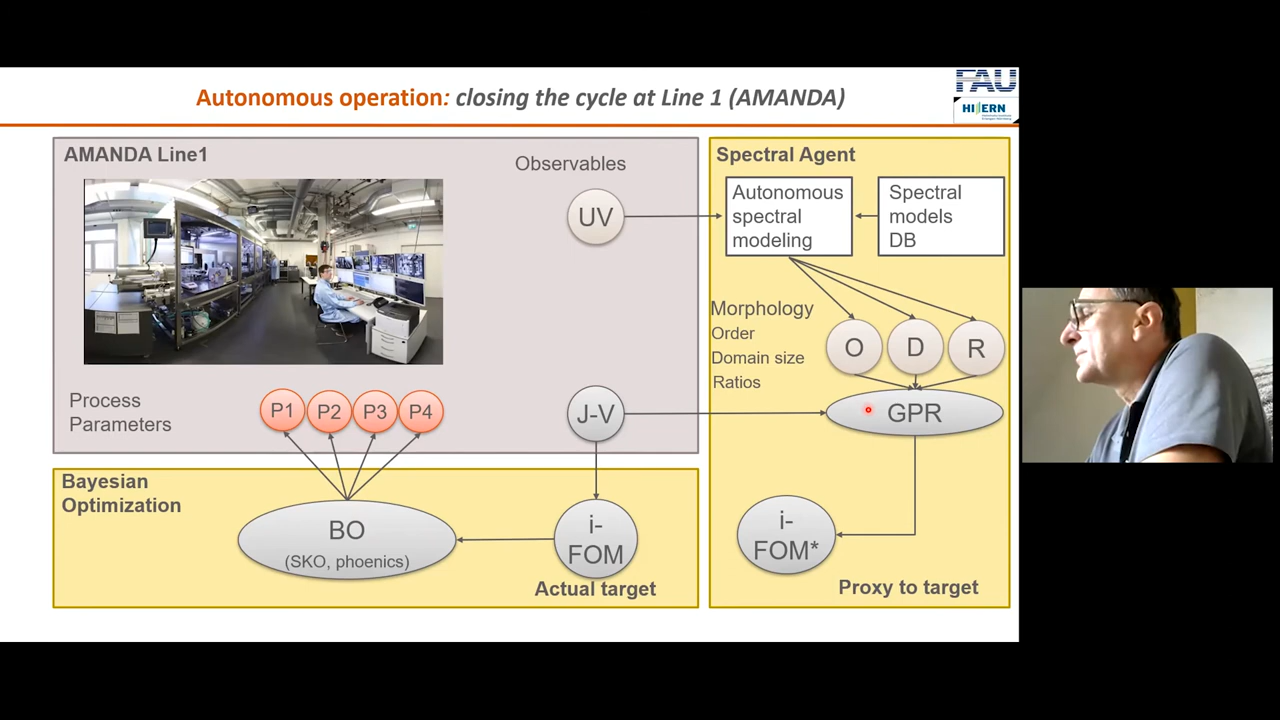 Autonomous operation: closing the cycle at Line 1 (AMANDA)
FAU
HI ERN
AMANDA Line1
Observables
UV
Process
Parameters
P1 P2 P3 P4
J-V
Bayesian
Optimization
BO
(SKO, phoenics)
i-
FOM
Actual target
Spectral Agent
Autonomous
spectral
modeling
Spectral
models
DB
Morphology
Order
Domain size
Ratios
O D R
GPR
i-
FOM*
Proxy to target